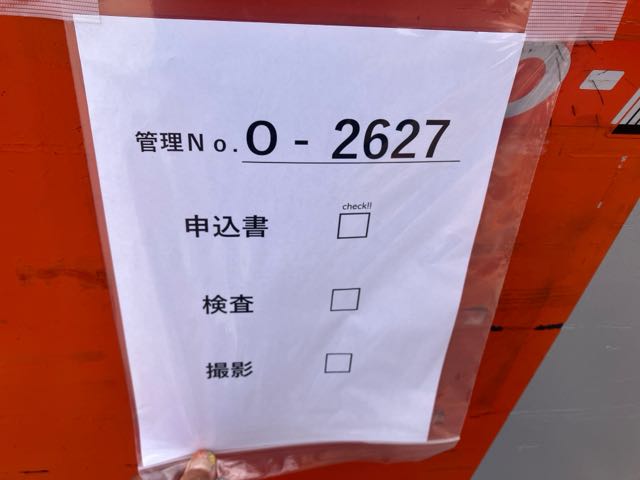 管理No. O - 2627
check!!
申込書 □
検査 □
撮影 □